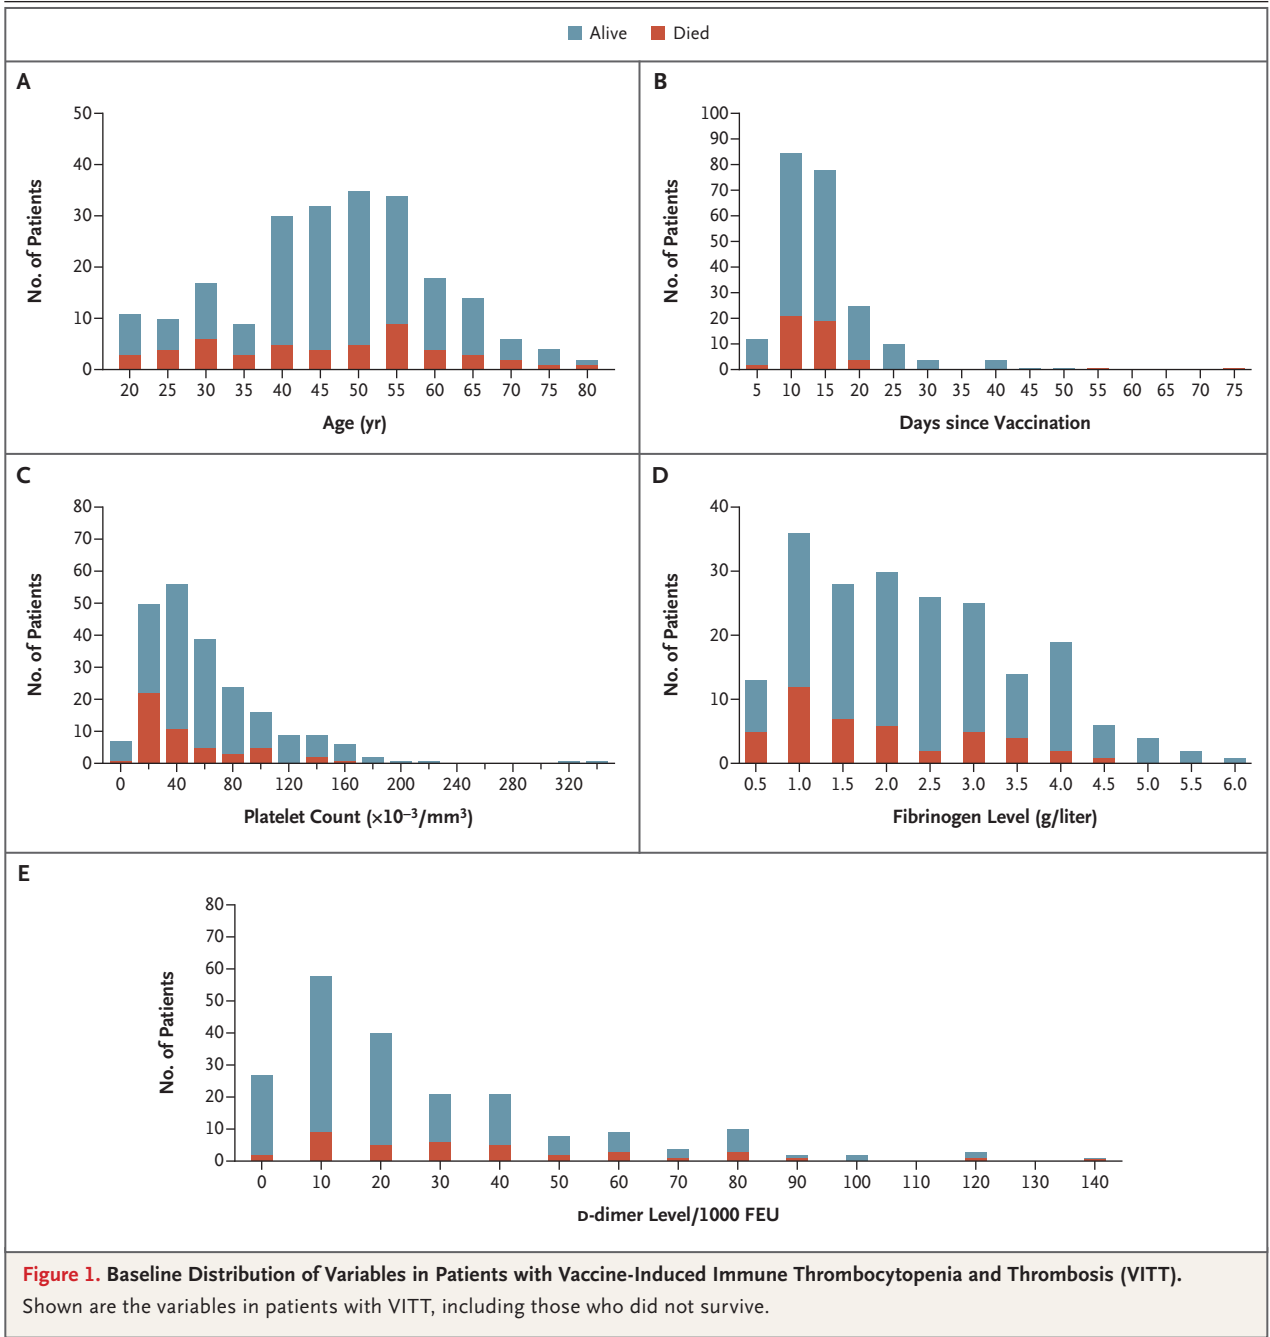 Alive Died
A
50
40
30
20
10
0
No. of Patients
20 25 30 35 40 45 50 55 60 65 70 75 80
Age (yr)
B
100
90
80
70
60
50
40
30
20
10
0
No. of Patients
5 10 15 20 25 30 35 40 45 50 55 60 65 70 75
Days since Vaccination
C
80
70
60
50
40
30
20
10
0
No. of Patients
0 40 80 120 160 200 240 280 320
Platelet Count (×10⁻³/mm³)
D
40
30
20
10
0
No. of Patients
0.5 1.0 1.5 2.0 2.5 3.0 3.5 4.0 4.5 5.0 5.5 6.0
Fibrinogen Level (g/liter)
E
80
70
60
50
40
30
20
10
0
No. of Patients
0 10 20 30 40 50 60 70 80 90 100 110 120 130 140
D-dimer Level/1000 FEU
Figure 1. Baseline Distribution of Variables in Patients with Vaccine-Induced Immune Thrombocytopenia and Thrombosis (VITT).
Shown are the variables in patients with VITT, including those who did not survive.